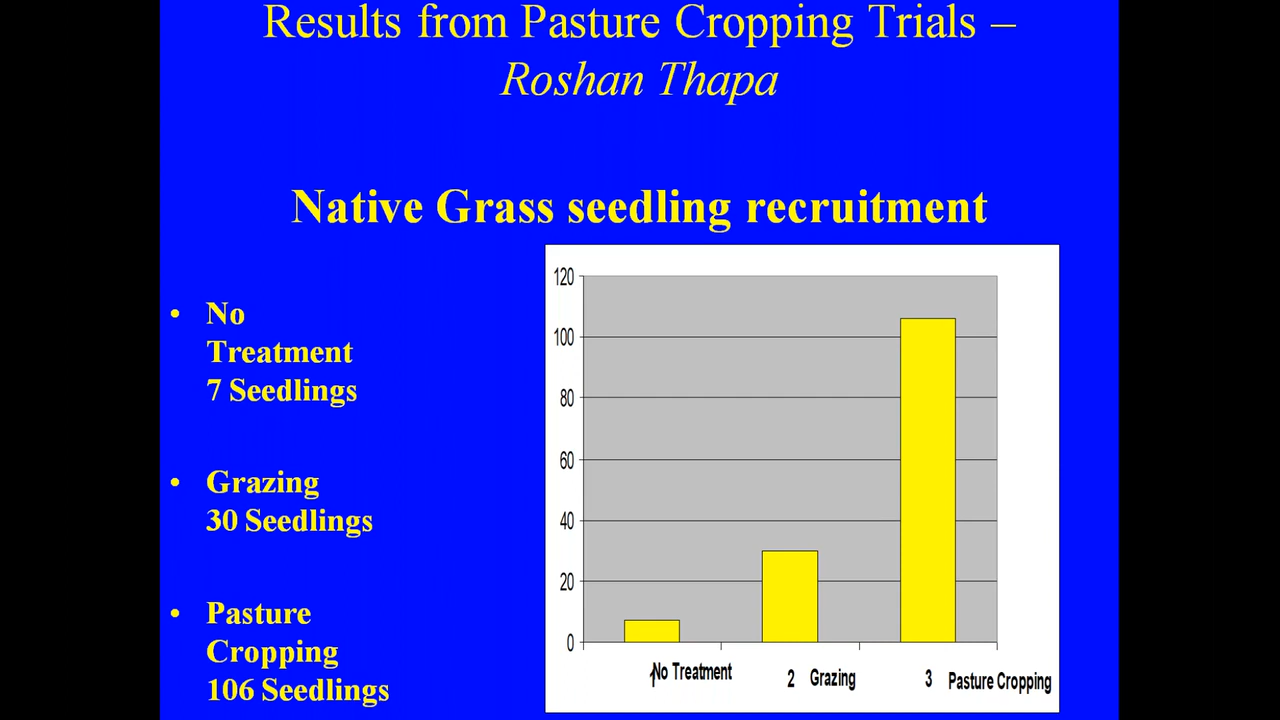 Results from Pasture Cropping Trials –
Roshan Thapa
Native Grass seedling recruitment
• No
Treatment
7 Seedlings
• Grazing
30 Seedlings
• Pasture
Cropping
106 Seedlings
120
100
80
60
40
20
0
1 No Treatment
2 Grazing
3 Pasture Cropping